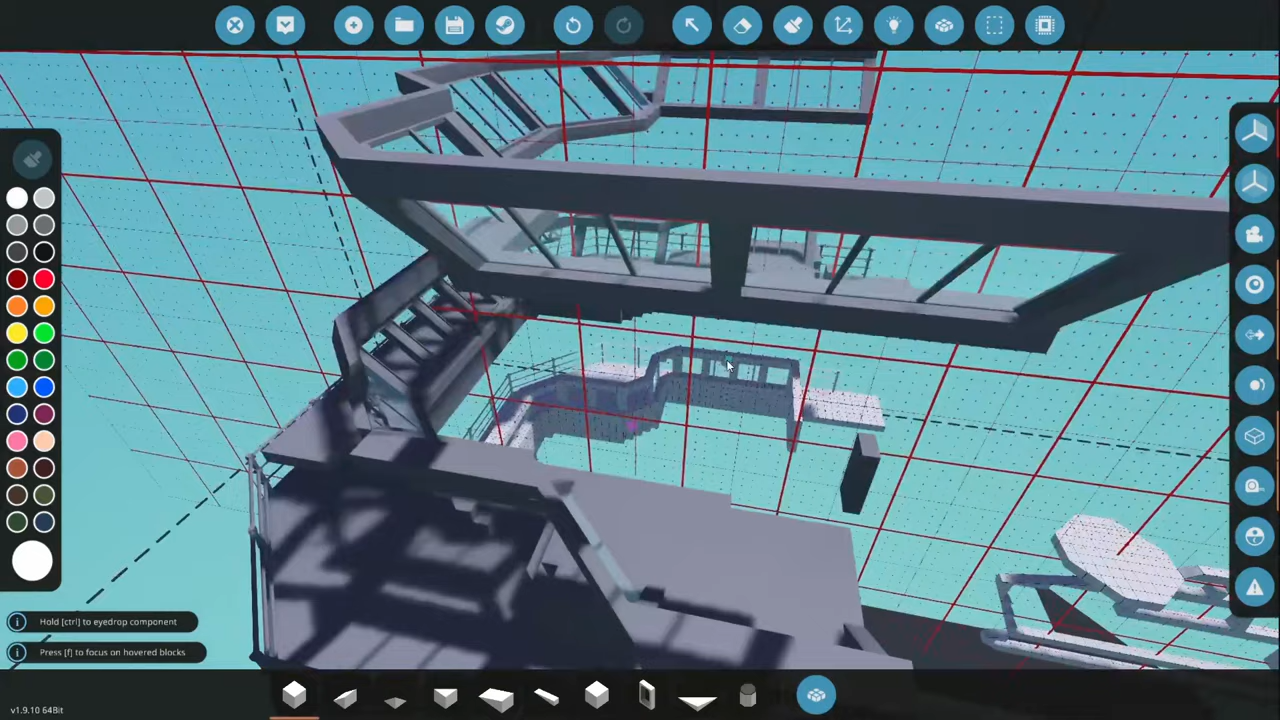 Hold [ctrl] to eyedrop component
Press [f] to focus on hovered blocks
v1.9.10 64Bit